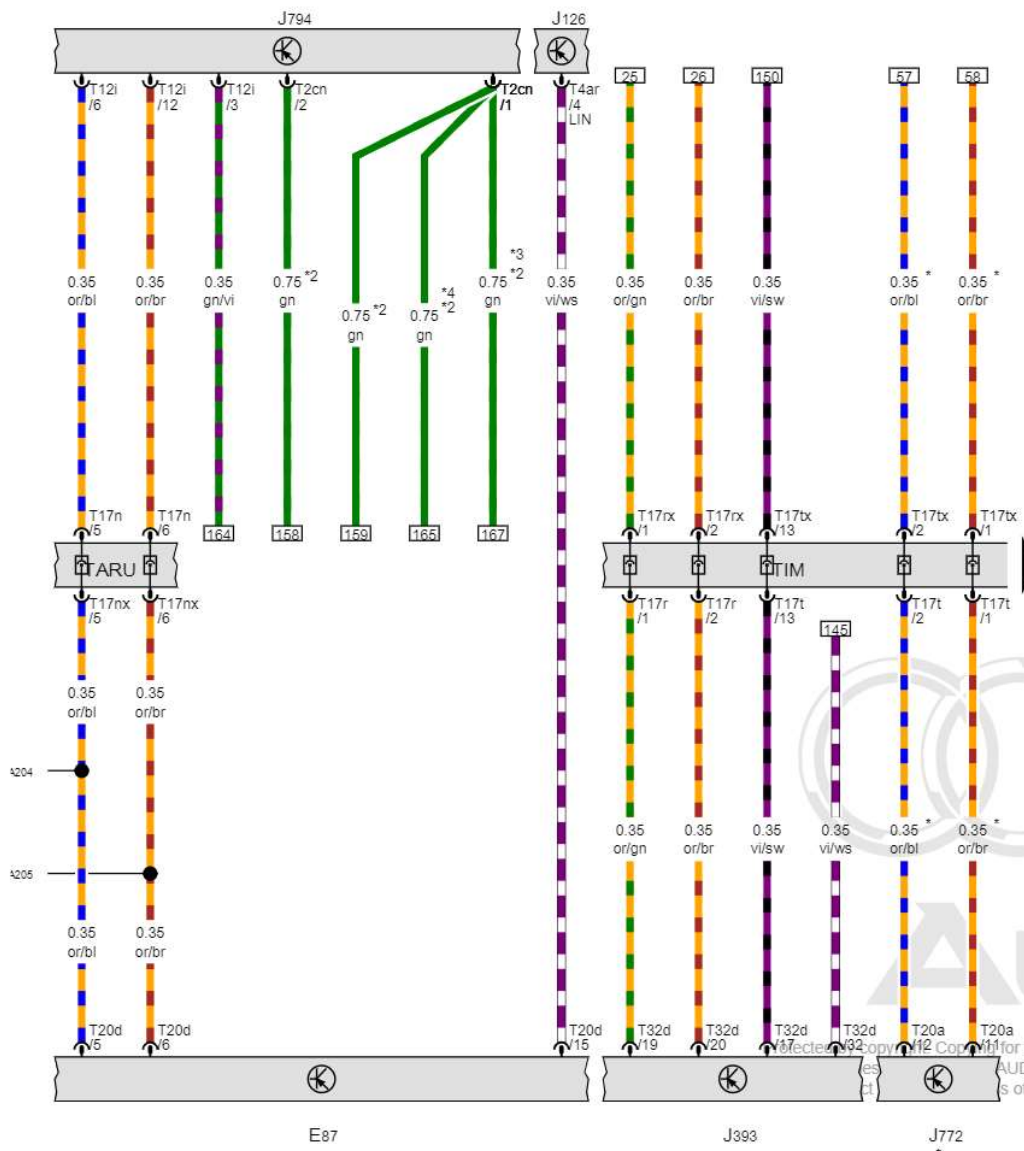 J794 J126
T12i /6 T12i /12 T12i /3 T2cn /2 T2cn /1 T4ar /4 LIN
25 26 150 57 58
0.35 or/bl
0.35 or/br
0.35 gn/vi
0.75 *2 gn
0.75 *2 gn
*4
0.75 *2 gn
*3
0.75 *2 gn
0.35 vi/ws
0.35 or/gn
0.35 or/br
0.35 vi/sw
0.35 * or/bl
0.35 * or/br
T17n /5 T17n /6
164 158 159 165 167
T17rx /1 T17rx /2 T17tx /13 T17tx /2 T17tx /1
TARU TIM
T17nx /5 T17nx /6
T17r /1 T17r /2 T17t /13 T17t /2 T17t /1
145
0.35 or/bl
0.35 or/br
A204
0.35 or/gn
0.35 or/br
0.35 vi/sw
0.35 vi/ws
0.35 * or/bl
0.35 * or/br
A205
0.35 or/bl
0.35 or/br
T20d /5 T20d /6 T20d /15 T32d /19 T32d /20 T32d /17 T32d /32 T20a /12 T20a /11
E87 J393 J772
*